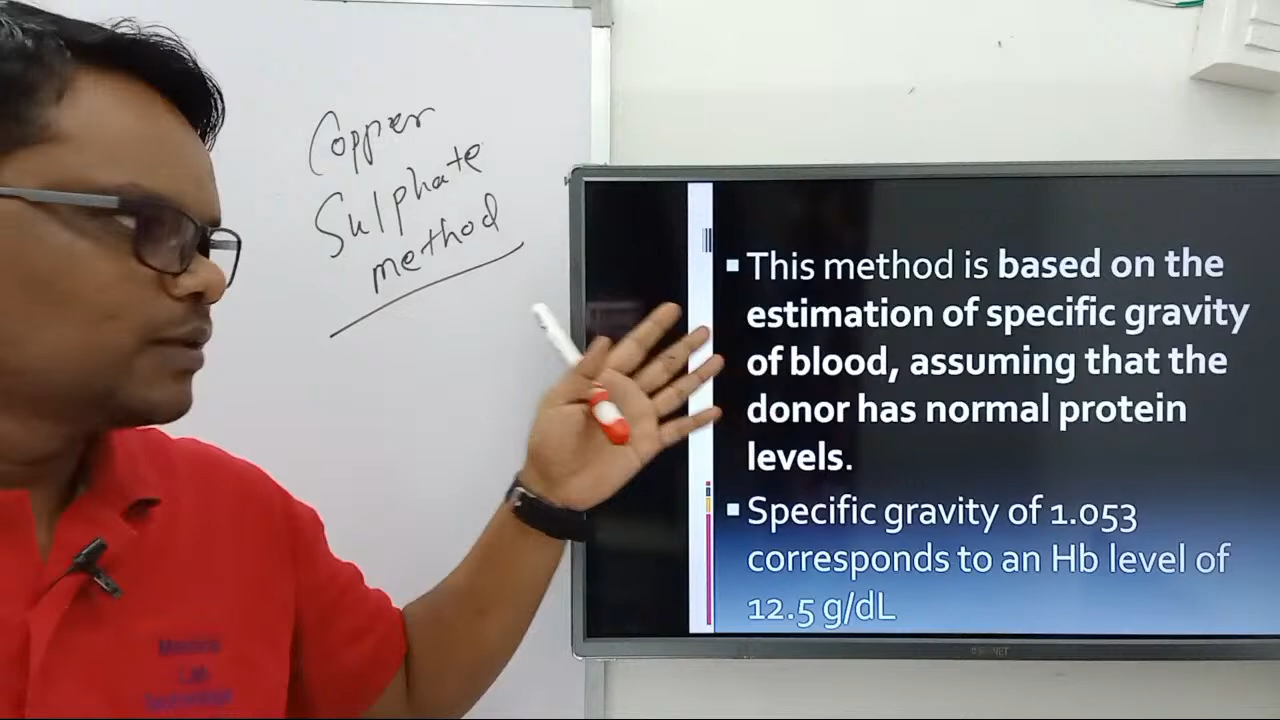 Copper
Sulphate
method
▪ This method is based on the
estimation of specific gravity
of blood, assuming that the
donor has normal protein
levels.
▪ Specific gravity of 1.053
corresponds to an Hb level of
12.5 g/dL
Lab